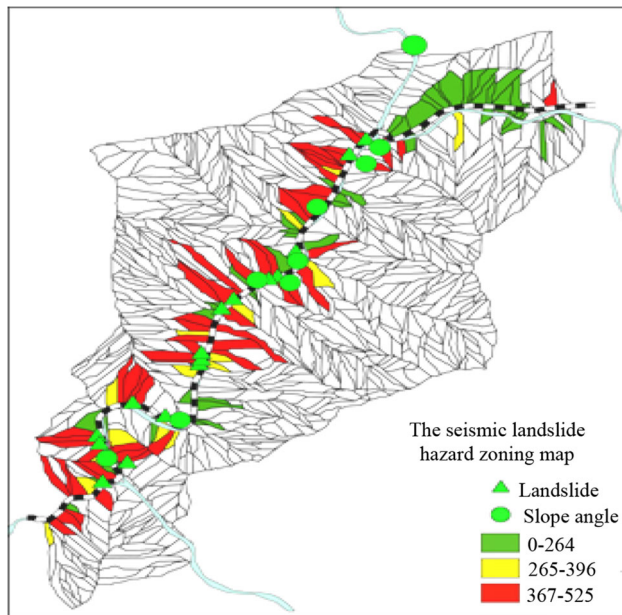 The seismic landslide
hazard zoning map
Landslide
Slope angle
0-264
265-396
367-525